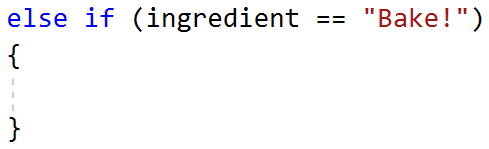 else if (ingredient == "Bake!")
{
}